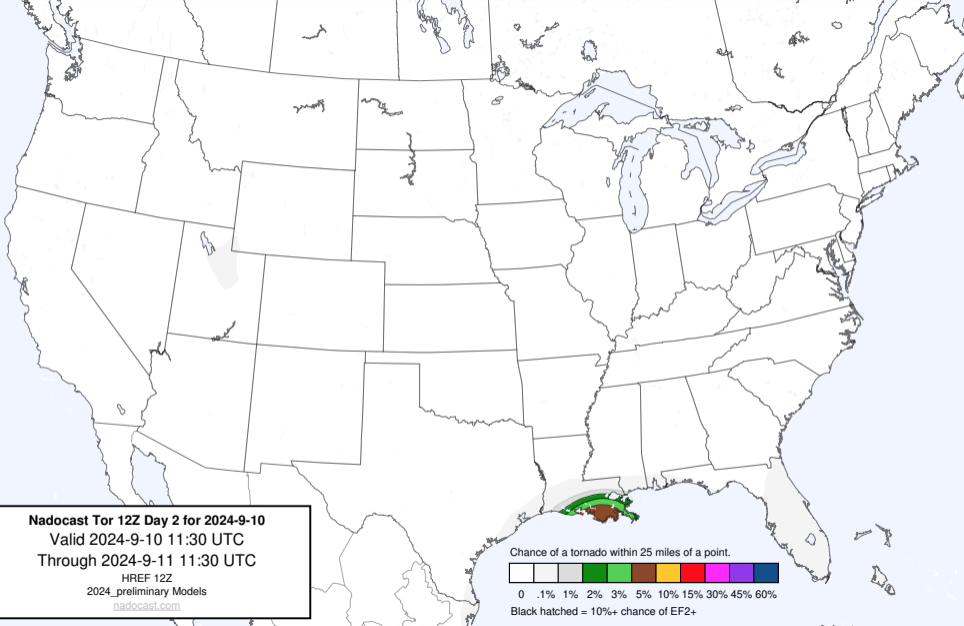 Nadocast Tor 12Z Day 2 for 2024-9-10
Valid 2024-9-10 11:30 UTC
Through 2024-9-11 11:30 UTC
HREF 12Z
2024_preliminary Models
nadocast.com
Chance of a tornado within 25 miles of a point.
0 .1% 1% 2% 3% 5% 10% 15% 30% 45% 60%
Black hatched = 10%+ chance of EF2+